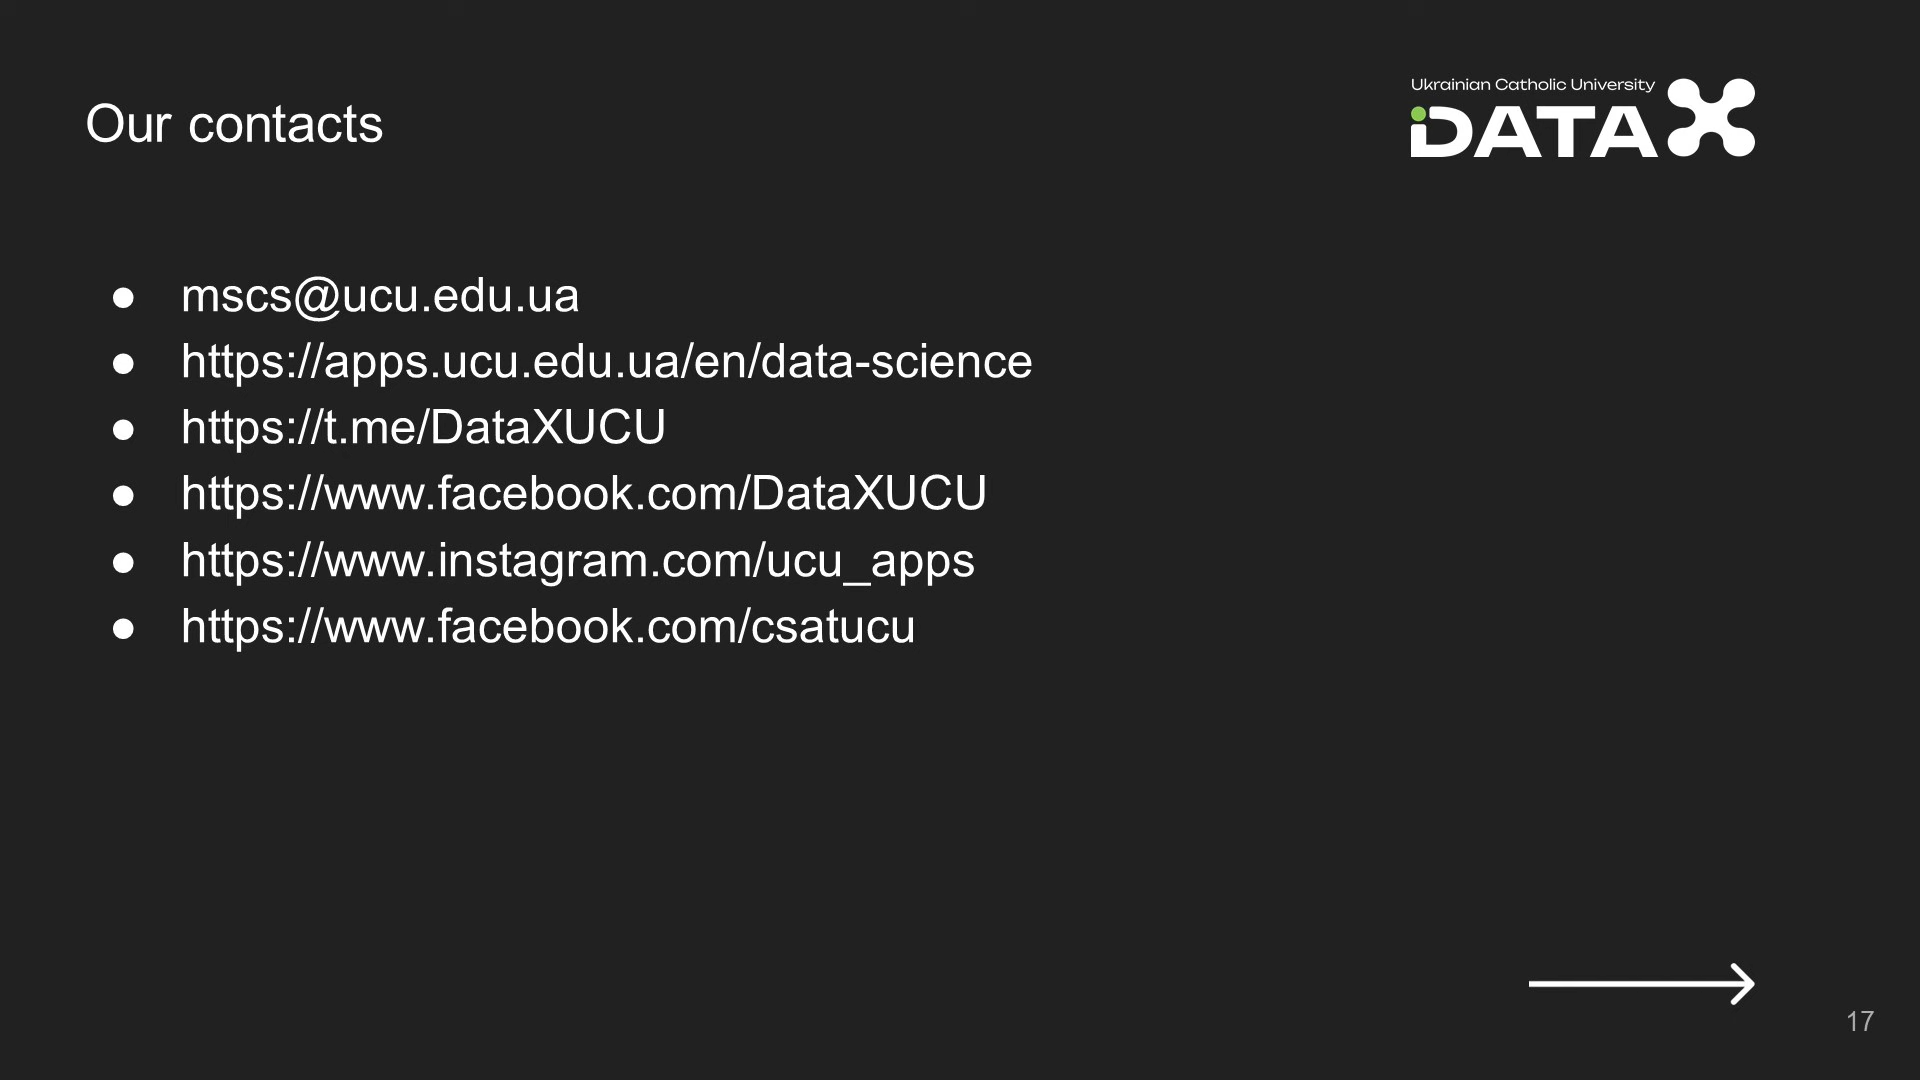 Our contacts
Ukrainian Catholic University
DATA X
● mscs@ucu.edu.ua
● https://apps.ucu.edu.ua/en/data-science
● https://t.me/DataXUCU
● https://www.facebook.com/DataXUCU
● https://www.instagram.com/ucu_apps
● https://www.facebook.com/csatucu
17